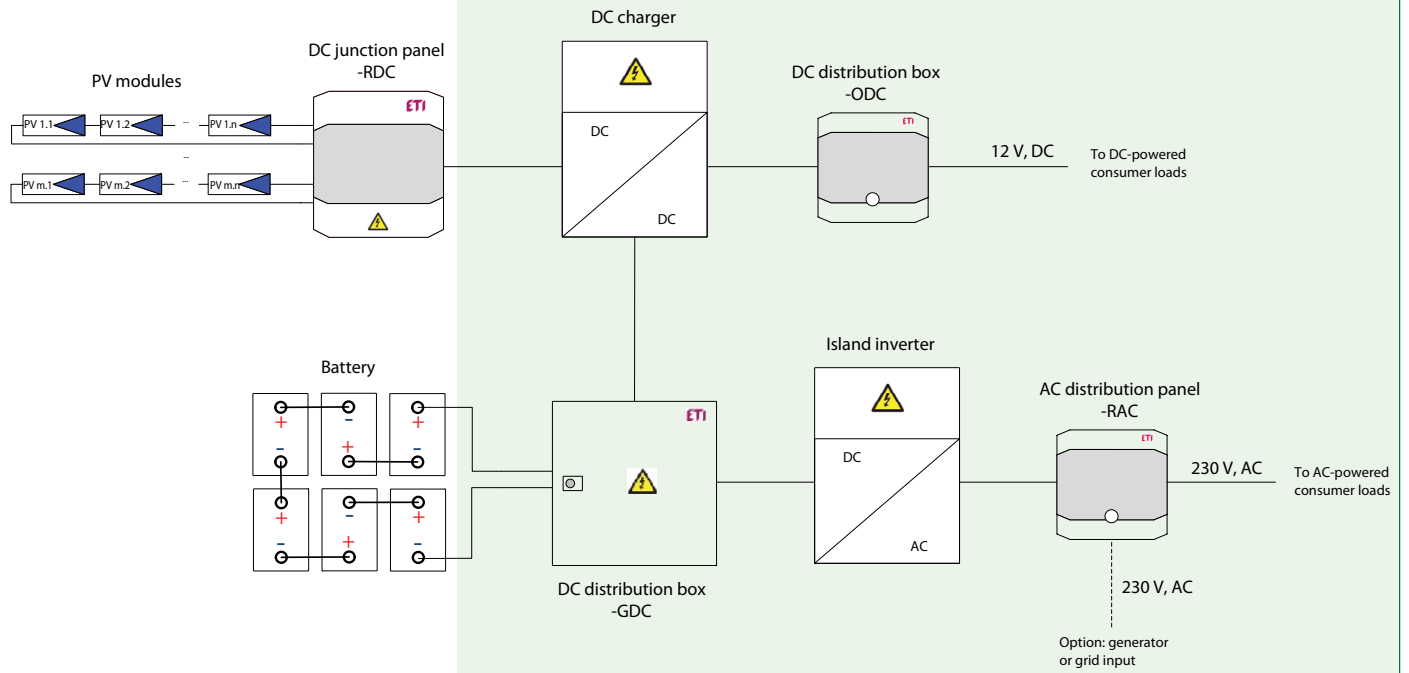 DC charger
DC junction panel
-RDC
PV modules
ETI
PV 1.1
PV 1.2
...
PV 1.n
...
PV m.1
PV m.2
...
PV m.n
DC
DC
DC distribution box
-ODC
ETI
12 V, DC
To DC-powered
consumer loads
Battery
+
-
-
+
+
-
+
-
-
+
+
-
ETI
DC distribution box
-GDC
Island inverter
DC
AC
AC distribution panel
-RAC
ETI
230 V, AC
To AC-powered
consumer loads
230 V, AC
Option: generator
or grid input